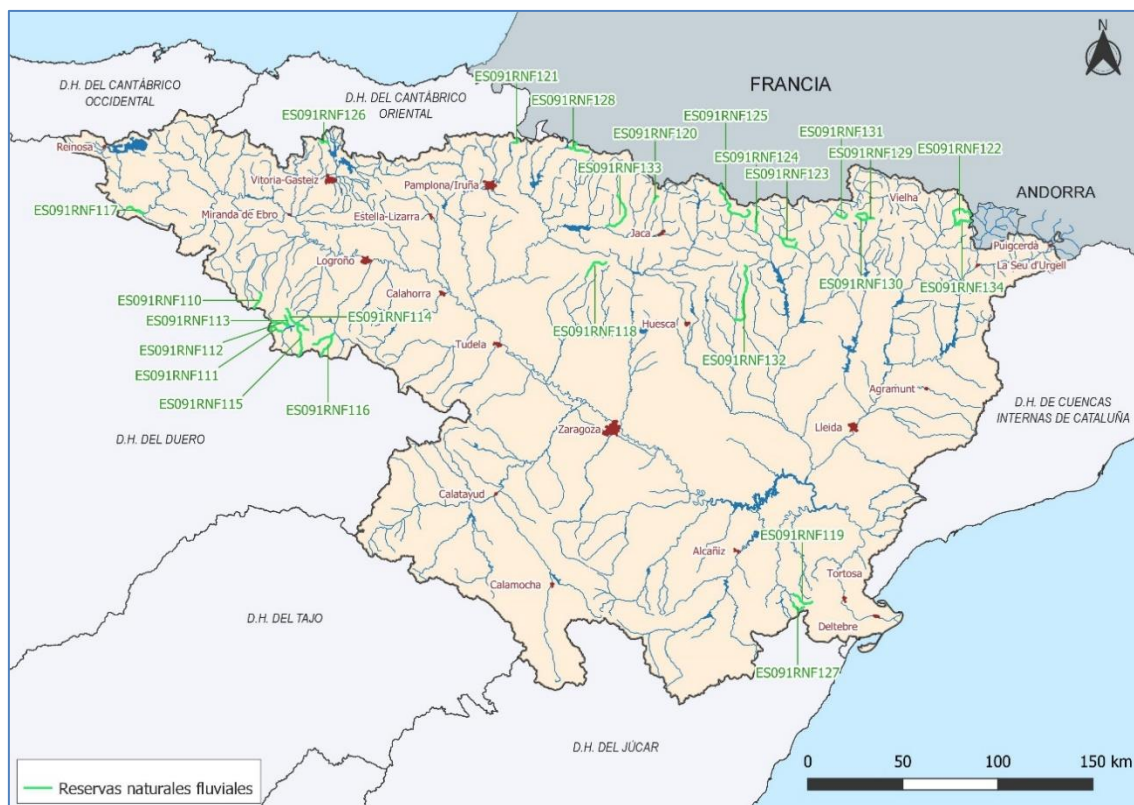 N
D.H. DEL CANTÁBRICO
OCCIDENTAL
D.H. DEL CANTÁBRICO
ORIENTAL
FRANCIA
ANDORRA
ES091RNF121
ES091RNF128
ES091RNF126
ES091RNF120
ES091RNF125
ES091RNF131
ES091RNF133
ES091RNF124
ES091RNF129
ES091RNF122
ES091RNF123
Reinosa
Vitoria-Gasteiz
Pamplona/Iruña
Vielha
ES091RNF117
Miranda de Ebro
Estella-Lizarra
Jaca
Puigcerdà
La Seu d'Urgell
Logroño
ES091RNF130
ES091RNF134
ES091RNF110
Calahorra
ES091RNF113
ES091RNF114
ES091RNF118
Huesca
ES091RNF112
Tudela
ES091RNF132
ES091RNF111
ES091RNF115
Agramunt
ES091RNF116
D.H. DEL DUERO
Zaragoza
Lleida
D.H. DE CUENCAS
INTERNAS DE CATALUÑA
Calatayud
Alcañiz
ES091RNF119
Calamocha
Tortosa
D.H. DEL TAJO
Deltebre
ES091RNF127
D.H. DEL JÚCAR
Reservas naturales fluviales
0 50 100 150 km